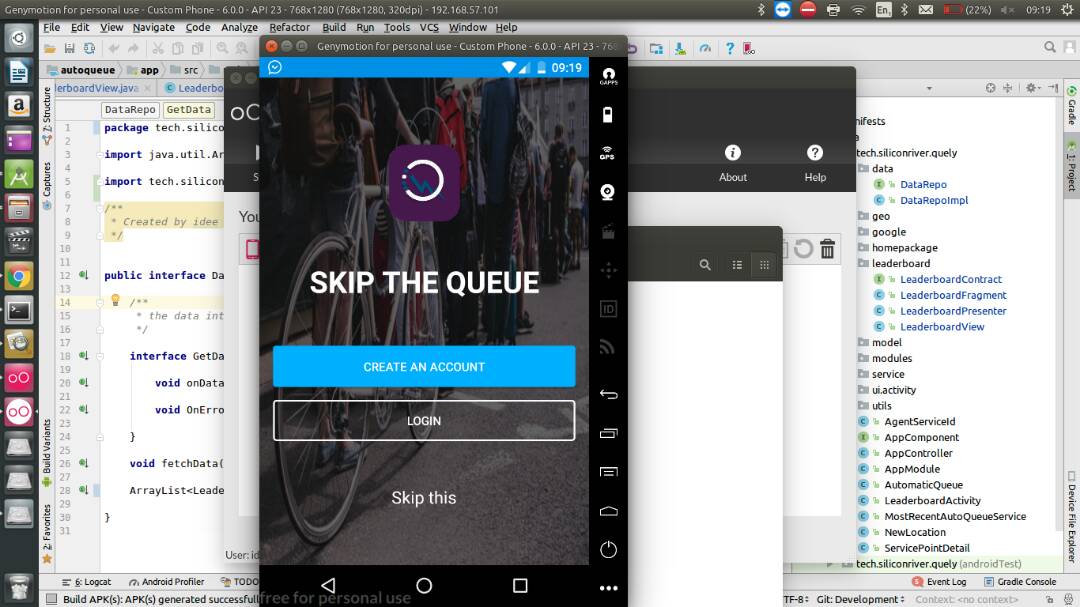 Genymotion for personal use - Custom Phone - 6.0.0 - API 23 - 768x1280 (768x1280, 320dpi) - 192.168.57.101
En
(22%)
09:19
File Edit View Navigate Code Analyze Refactor Build Run Tools VCS Window Help
Genymotion for personal use - Custom Phone - 6.0.0 - API 23 - 768
autoqueue
app
src
erboardView.java
Leaderbo
DataRepo
GetData
09:19
GAPPS
GPS
ID
SKIP THE QUEUE
CREATE AN ACCOUNT
LOGIN
Skip this
free for personal use
1 package tech.silicon
2
3 import java.util.Ar
4
5 import tech.silicon
6
7 /**
8 * Created by idee
9 */
10
12 public interface Da
13
14 /**
15 * the data int
16 */
17
18 interface GetDa
19
20 void onData
21
22 void OnErro
23
24 }
25
26 void fetchData(
27
28 ArrayList<Leade
29
30 }
31
You
User: id
About
Help
nifests
a
tech.siliconriver.quely
data
DataRepo
DataRepoImpl
geo
google
homepackage
leaderboard
LeaderboardContract
LeaderboardFragment
LeaderboardPresenter
LeaderboardView
model
modules
service
ui.activity
utils
AgentServiceId
AppComponent
AppController
AppModule
AutomaticQueue
LeaderboardActivity
MostRecentAutoQueueService
NewLocation
ServicePointDetail
tech.siliconriver.quely (androidTest)
Structure
Captures
Build Variants
Favorites
Gradle
1: Project
Device File Explorer
6: Logcat
Android Profiler
TODO
Event Log
Gradle Console
Build APK(s): APK(s) generated successfull
TF-8
Git: Development
Context: <no context>